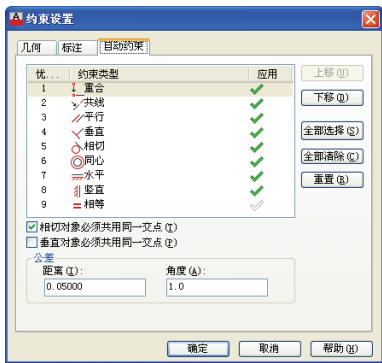 约束设置
几何 标注 自动约束
优... 约束类型 应用
1 重合
2 共线
3 平行
4 垂直
5 相切
6 同心
7 水平
8 竖直
9 相等
上移(U)
下移(D)
全部选择(S)
全部清除(C)
重置(R)
相切对象必须共用同一交点(T)
垂直对象必须共用同一交点(P)
公差
距离(I): 角度(A):
0.05000 1.0
确定 取消 帮助(H)